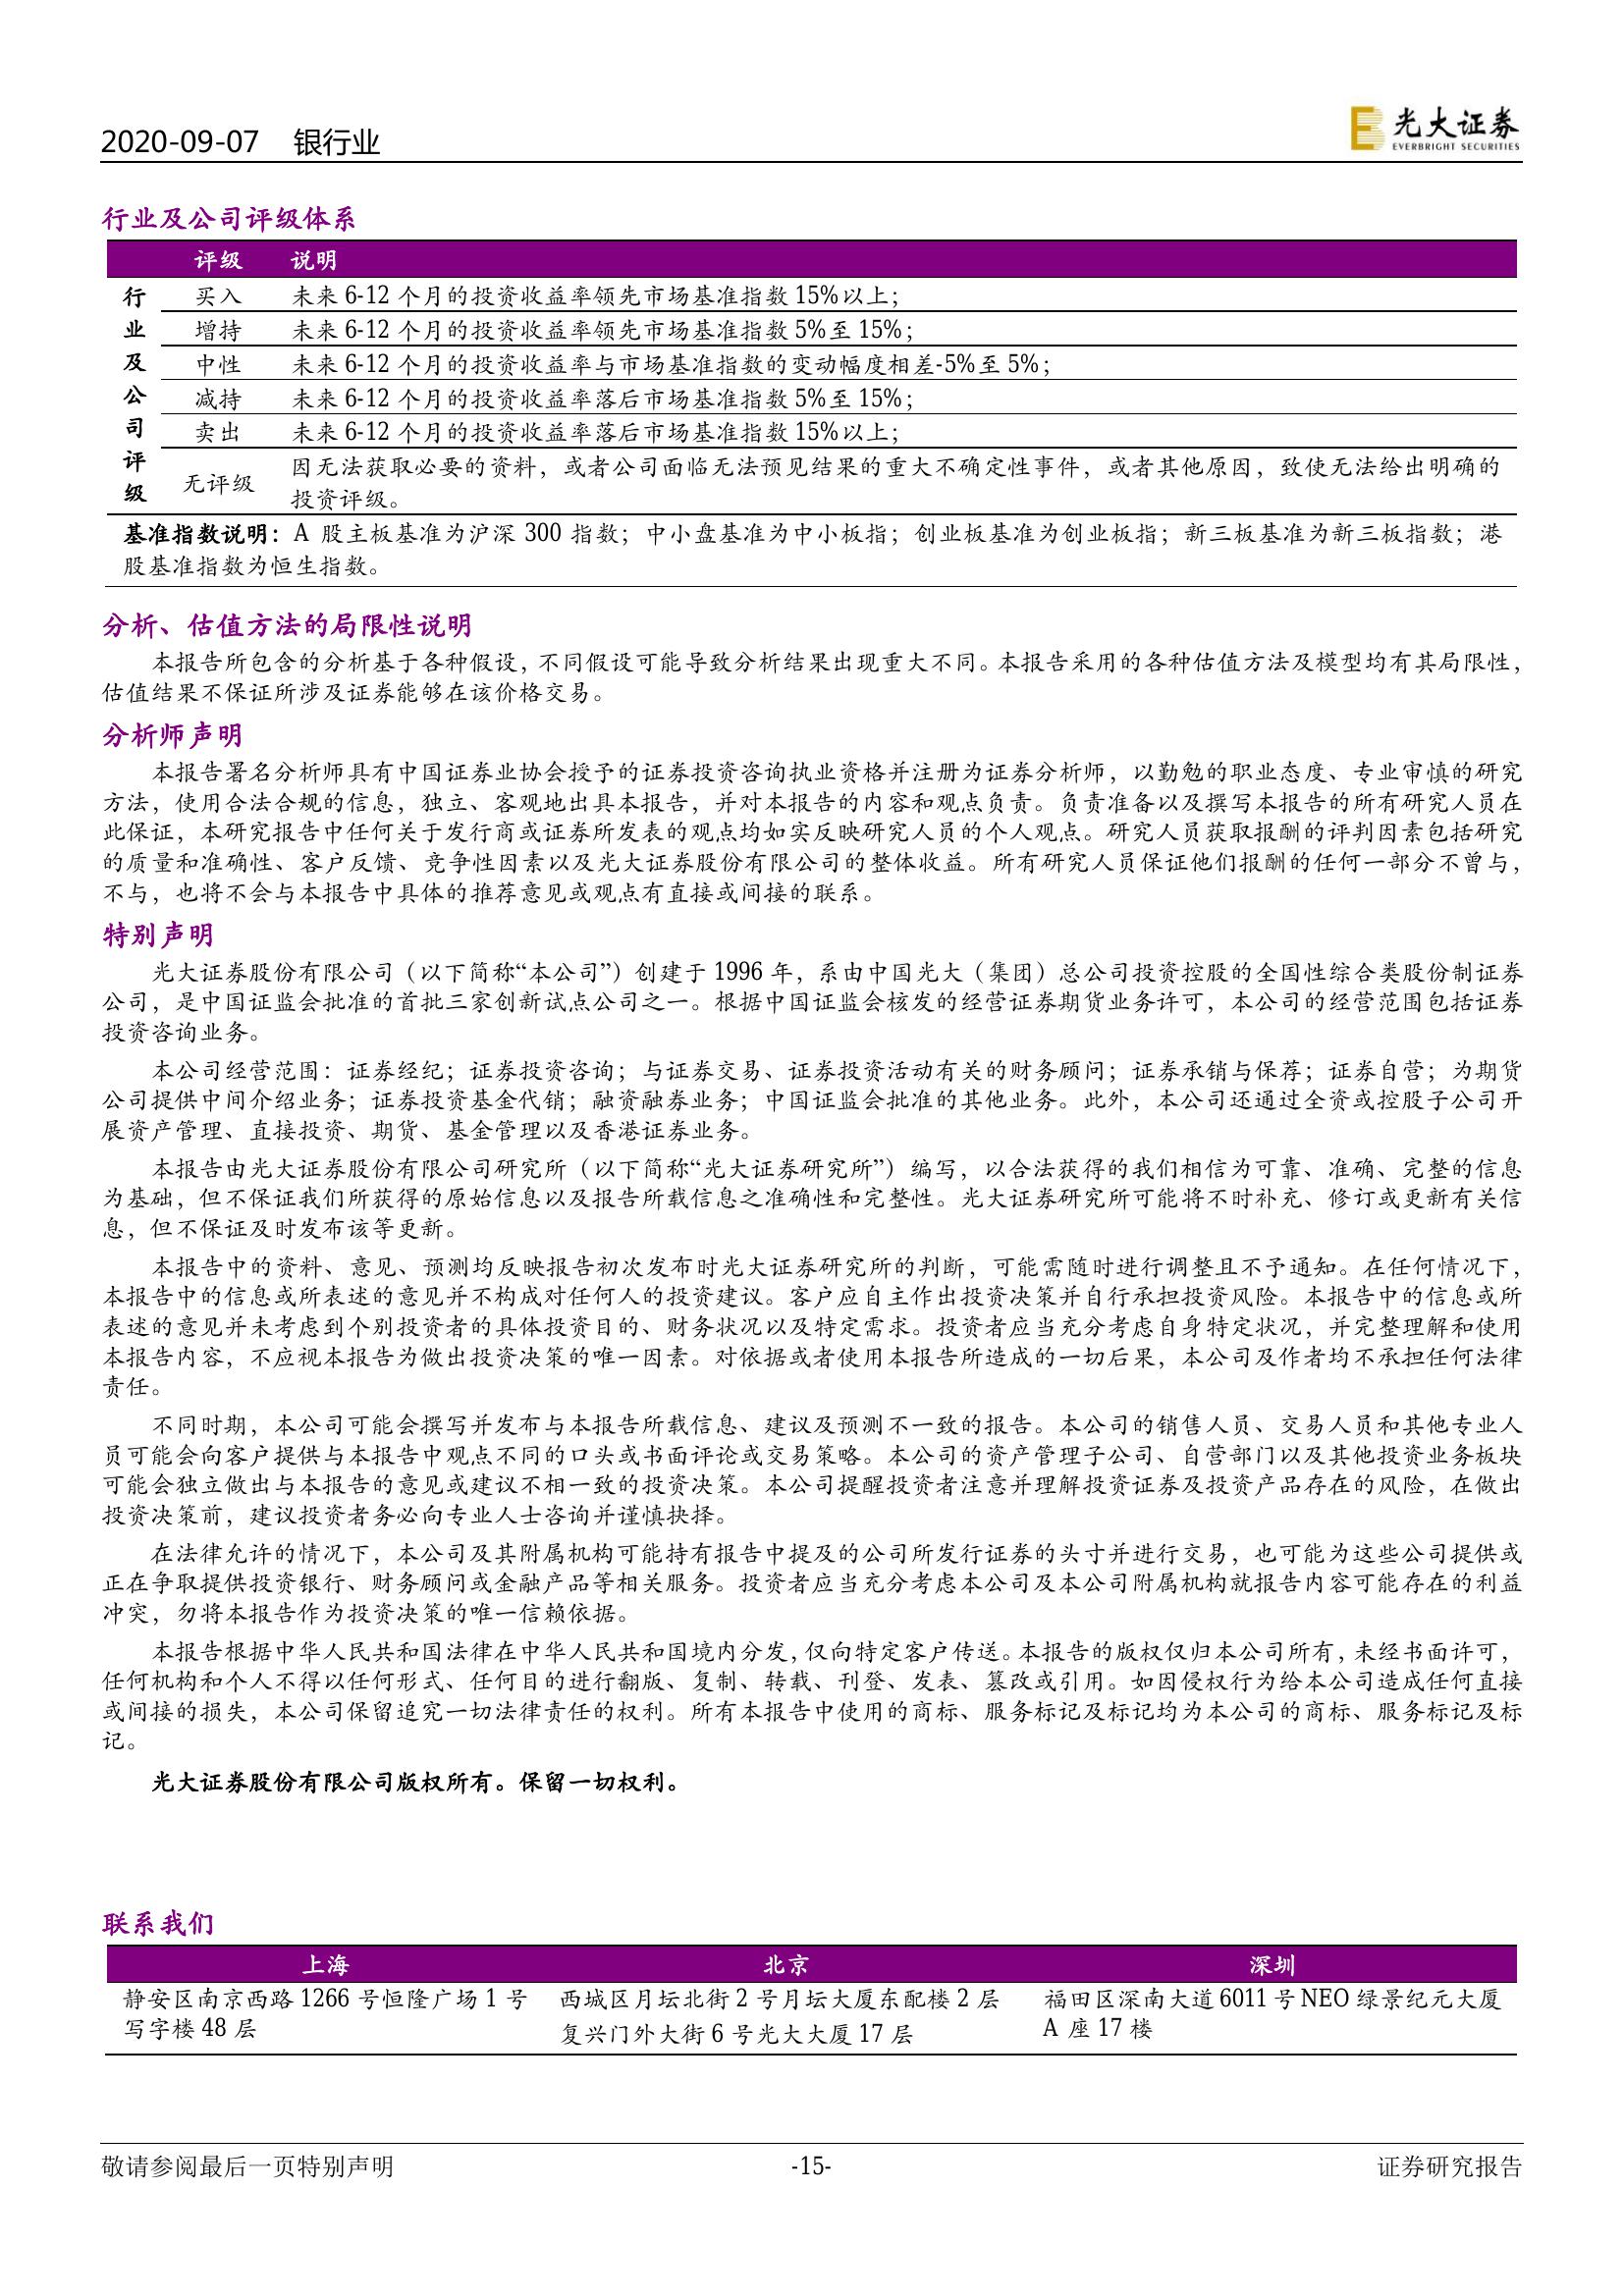 2020-09-07 银行业
光大证券
EVERBRIGHT SECURITIES
行业及公司评级体系
评级 说明
行业及公司评级
买入 未来 6-12 个月的投资收益率领先市场基准指数 15%以上；
增持 未来 6-12 个月的投资收益率领先市场基准指数 5%至 15%；
中性 未来 6-12 个月的投资收益率与市场基准指数的变动幅度相差-5%至 5%；
减持 未来 6-12 个月的投资收益率落后市场基准指数 5%至 15%；
卖出 未来 6-12 个月的投资收益率落后市场基准指数 15%以上；
无评级 因无法获取必要的资料，或者公司面临无法预见结果的重大不确定性事件，或者其他原因，致使无法给出明确的
投资评级。
基准指数说明：A 股主板基准为沪深 300 指数；中小盘基准为中小板指；创业板基准为创业板指；新三板基准为新三板指数；港
股基准指数为恒生指数。
分析、估值方法的局限性说明
本报告所包含的分析基于各种假设，不同假设可能导致分析结果出现重大不同。本报告采用的各种估值方法及模型均有其局限性，
估值结果不保证所涉及证券能够在该价格交易。
分析师声明
本报告署名分析师具有中国证券业协会授予的证券投资咨询执业资格并注册为证券分析师，以勤勉的职业态度、专业审慎的研究
方法，使用合法合规的信息，独立、客观地出具本报告，并对本报告的内容和观点负责。负责准备以及撰写本报告的所有研究人员在
此保证，本研究报告中任何关于发行商或证券所发表的观点均如实反映研究人员的个人观点。研究人员获取报酬的评判因素包括研究
的质量和准确性、客户反馈、竞争性因素以及光大证券股份有限公司的整体收益。所有研究人员保证他们报酬的任何一部分不曾与，
不与，也将不会与本报告中具体的推荐意见或观点有直接或间接的联系。
特别声明
光大证券股份有限公司（以下简称“本公司”）创建于 1996 年，系由中国光大（集团）总公司投资控股的全国性综合类股份制证券
公司，是中国证监会批准的首批三家创新试点公司之一。根据中国证监会核发的经营证券期货业务许可，本公司的经营范围包括证券
投资咨询业务。
本公司经营范围：证券经纪；证券投资咨询；与证券交易、证券投资活动有关的财务顾问；证券承销与保荐；证券自营；为期货
公司提供中间介绍业务；证券投资基金代销；融资融券业务；中国证监会批准的其他业务。此外，本公司还通过全资或控股子公司开
展资产管理、直接投资、期货、基金管理以及香港证券业务。
本报告由光大证券股份有限公司研究所（以下简称“光大证券研究所”）编写，以合法获得的我们相信为可靠、准确、完整的信息
为基础，但不保证我们所获得的原始信息以及报告所载信息之准确性和完整性。光大证券研究所可能将不时补充、修订或更新有关信
息，但不保证及时发布该等更新。
本报告中的资料、意见、预测均反映报告初次发布时光大证券研究所的判断，可能需随时进行调整且不予通知。在任何情况下，
本报告中的信息或所表述的意见并不构成对任何人的投资建议。客户应自主作出投资决策并自行承担投资风险。本报告中的信息或所
表述的意见并未考虑到个别投资者的具体投资目的、财务状况以及特定需求。投资者应当充分考虑自身特定状况，并完整理解和使用
本报告内容，不应视本报告为做出投资决策的唯一因素。对依据或者使用本报告所造成的一切后果，本公司及作者均不承担任何法律
责任。
不同时期，本公司可能会撰写并发布与本报告所载信息、建议及预测不一致的报告。本公司的销售人员、交易人员和其他专业人
员可能会向客户提供与本报告中观点不同的口头或书面评论或交易策略。本公司的资产管理子公司、自营部门以及其他投资业务板块
可能会独立做出与本报告的意见或建议不相一致的投资决策。本公司提醒投资者注意并理解投资证券及投资产品存在的风险，在做出
投资决策前，建议投资者务必向专业人士咨询并谨慎抉择。
在法律允许的情况下，本公司及其附属机构可能持有报告中提及的公司所发行证券的头寸并进行交易，也可能为这些公司提供或
正在争取提供投资银行、财务顾问或金融产品等相关服务。投资者应当充分考虑本公司及本公司附属机构就报告内容可能存在的利益
冲突，勿将本报告作为投资决策的唯一信赖依据。
本报告根据中华人民共和国法律在中华人民共和国境内分发，仅向特定客户传送。本报告的版权仅归本公司所有，未经书面许可，
任何机构和个人不得以任何形式、任何目的进行翻版、复制、转载、刊登、发表、篡改或引用。如因侵权行为给本公司造成任何直接
或间接的损失，本公司保留追究一切法律责任的权利。所有本报告中使用的商标、服务标记及标记均为本公司的商标、服务标记及标
记。
光大证券股份有限公司版权所有。保留一切权利。
联系我们
上海 北京 深圳
静安区南京西路 1266 号恒隆广场 1 号 西城区月坛北街 2 号月坛大厦东配楼 2 层 福田区深南大道 6011 号 NEO 绿景纪元大厦
写字楼 48 层 复兴门外大街 6 号光大大厦 17 层 A 座 17 楼
敬请参阅最后一页特别声明 -15- 证券研究报告